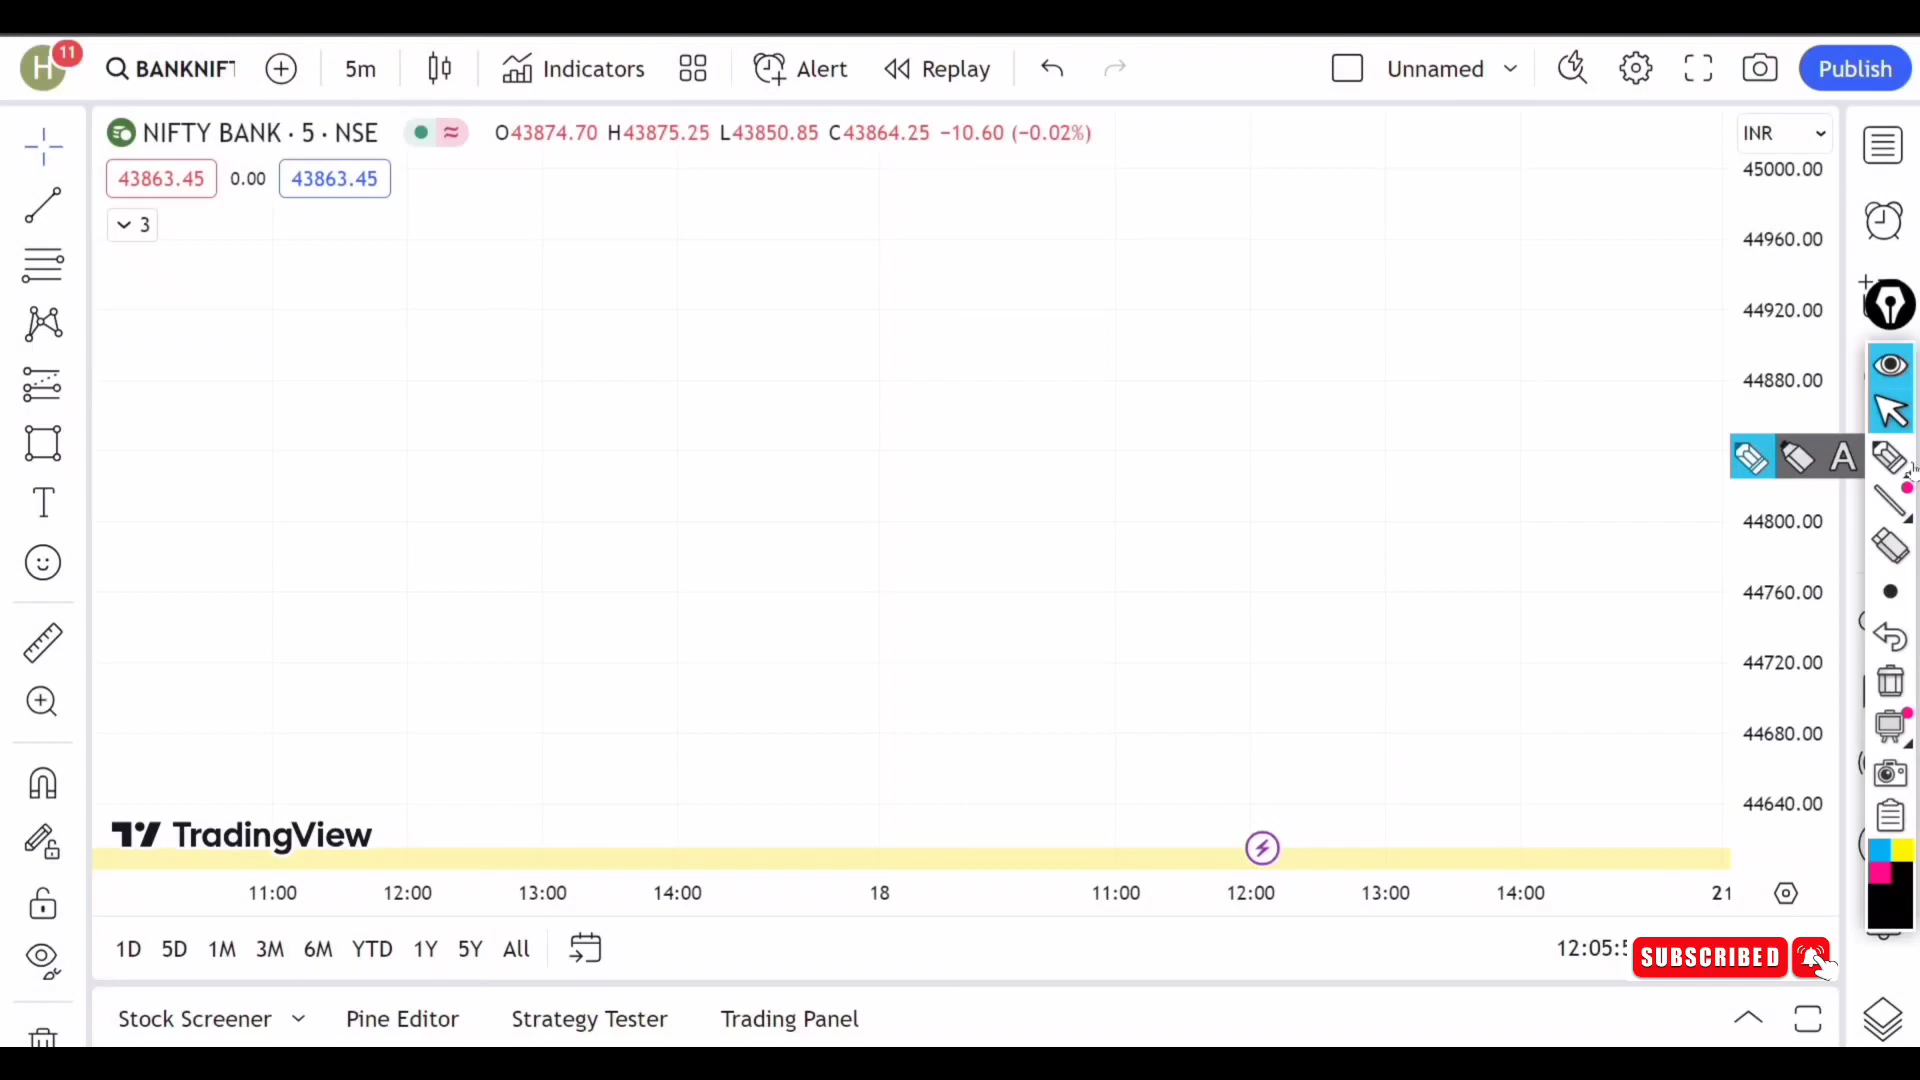 H 11 BANKNIFT 5m Indicators Alert Replay Unnamed Publish
NIFTY BANK · 5 · NSE O43874.70 H43875.25 L43850.85 C43864.25 −10.60 (−0.02%) INR
43863.45 0.00 43863.45
3
45000.00
44960.00
44920.00
44880.00
A
44800.00
44760.00
44720.00
44680.00
44640.00
TradingView
11:00 12:00 13:00 14:00 18 11:00 12:00 13:00 14:00 21
1D 5D 1M 3M 6M YTD 1Y 5Y All 12:05:5 SUBSCRIBED
Stock Screener Pine Editor Strategy Tester Trading Panel